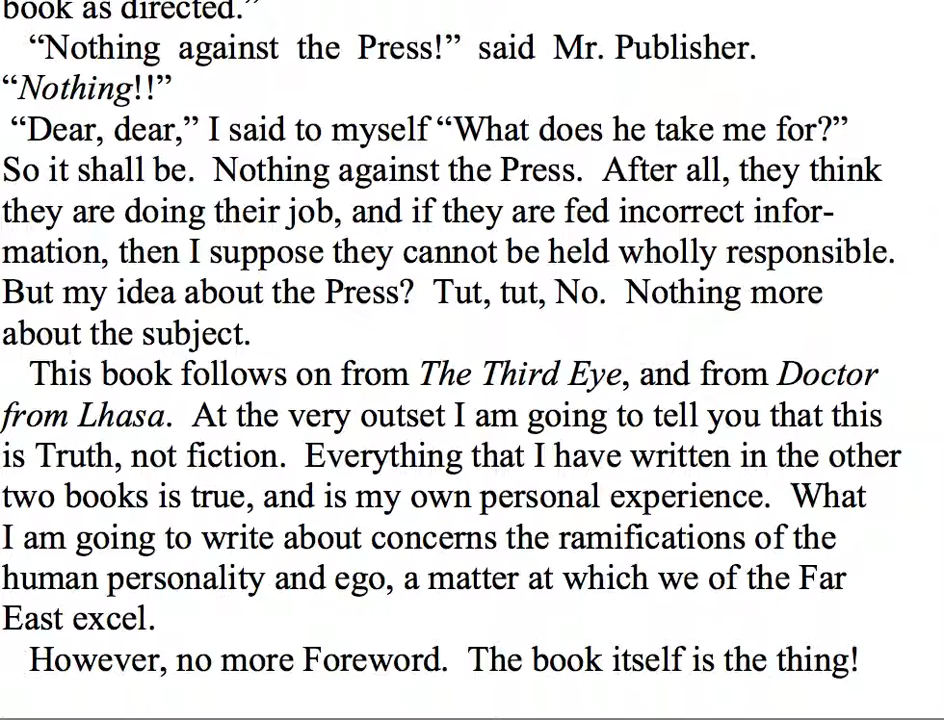 book as directed.”
“Nothing against the Press!” said Mr. Publisher.
“Nothing!!”
“Dear, dear,” I said to myself “What does he take me for?”
So it shall be. Nothing against the Press. After all, they think
they are doing their job, and if they are fed incorrect infor-
mation, then I suppose they cannot be held wholly responsible.
But my idea about the Press? Tut, tut, No. Nothing more
about the subject.
This book follows on from The Third Eye, and from Doctor
from Lhasa. At the very outset I am going to tell you that this
is Truth, not fiction. Everything that I have written in the other
two books is true, and is my own personal experience. What
I am going to write about concerns the ramifications of the
human personality and ego, a matter at which we of the Far
East excel.
However, no more Foreword. The book itself is the thing!